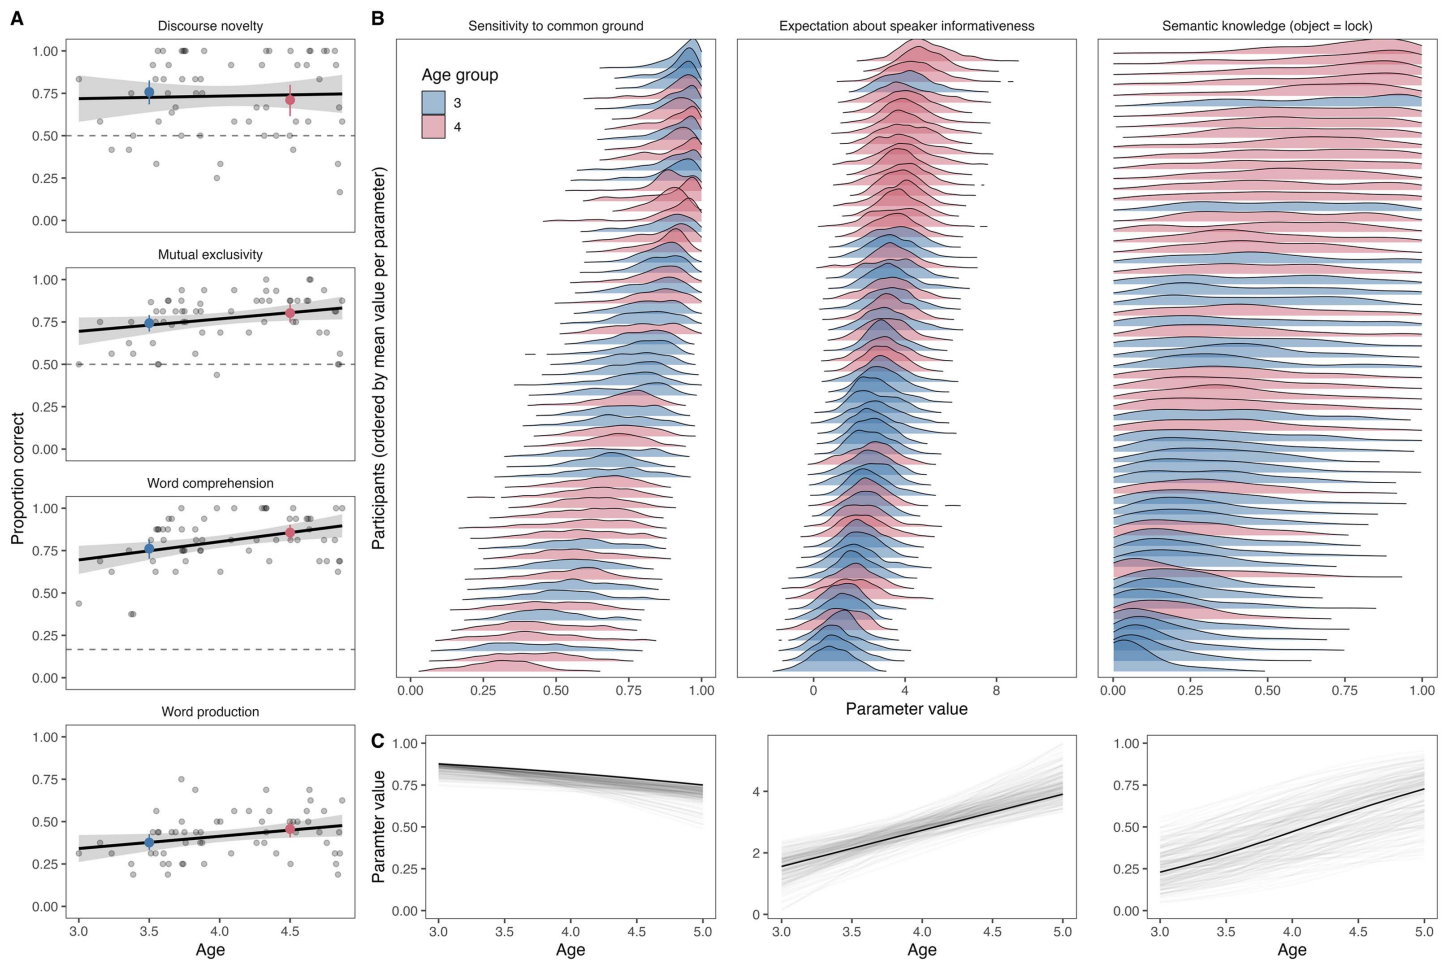 A
Discourse novelty
1.00
0.75
0.50
0.25
0.00
Mutual exclusivity
1.00
0.75
0.50
0.25
0.00
Word comprehension
1.00
0.75
0.50
0.25
0.00
Word production
1.00
0.75
0.50
0.25
0.00
3.0 3.5 4.0 4.5
Age
Proportion correct
B
Sensitivity to common ground
Expectation about speaker informativeness
Semantic knowledge (object = lock)
Age group
3
4
Participants (ordered by mean value per parameter)
0.00 0.25 0.50 0.75 1.00
0 4 8
0.00 0.25 0.50 0.75 1.00
Parameter value
C
Paramter value
1.00
0.75
0.50
0.25
0.00
3.0 3.5 4.0 4.5 5.0
Age
4
2
0
3.0 3.5 4.0 4.5 5.0
Age
1.00
0.75
0.50
0.25
0.00
3.0 3.5 4.0 4.5 5.0
Age